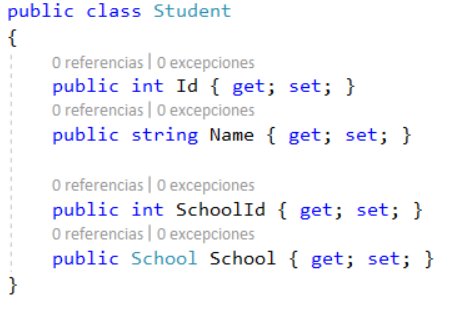 public class Student
{
0 referencias | 0 excepciones
public int Id { get; set; }
0 referencias | 0 excepciones
public string Name { get; set; }
0 referencias | 0 excepciones
public int SchoolId { get; set; }
0 referencias | 0 excepciones
public School School { get; set; }
}